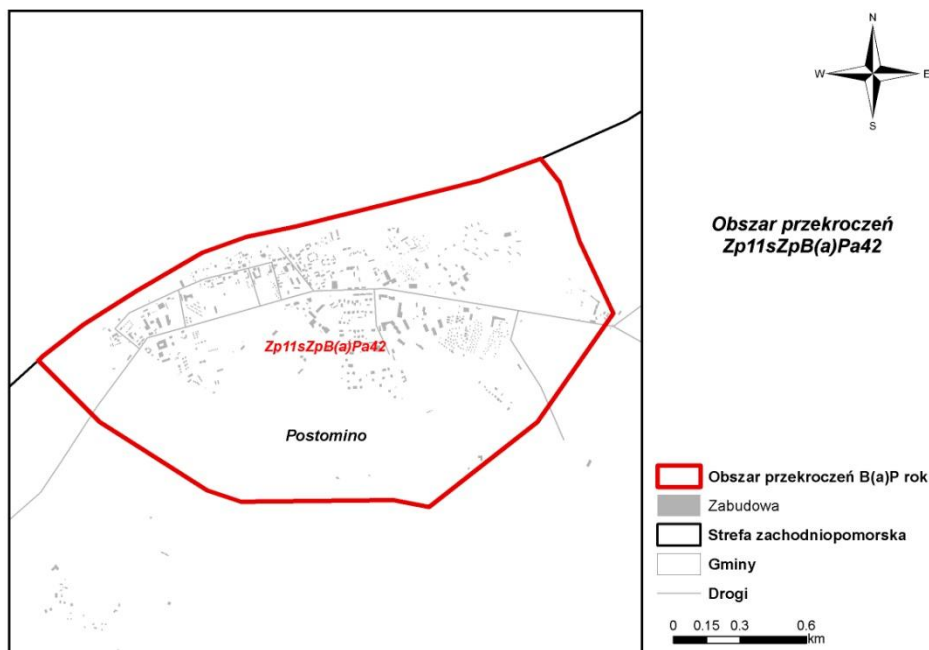 N
W
E
S
Obszar przekroczeń
Zp11sZpB(a)Pa42
Zp11sZpB(a)Pa42
Postomino
Obszar przekroczeń B(a)P rok
Zabudowa
Strefa zachodniopomorska
Gminy
Drogi
0 0.15 0.3 0.6
km